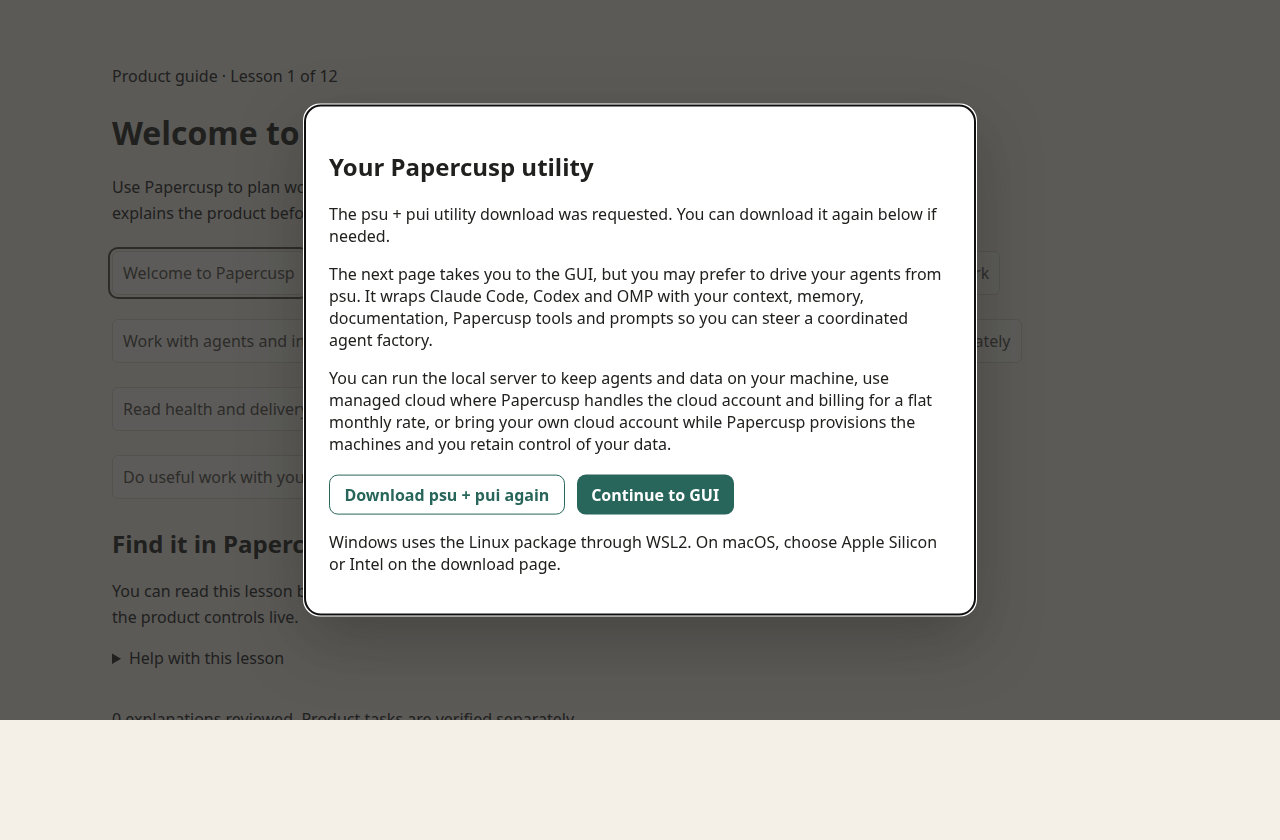 Product guide · Lesson 1 of 12
Welcome to
Use Papercusp to plan
explains the product
Welcome to Papercusp
Work with agents and
Read health and delivery
Do useful work with
Find it in
You can read this lesson
the product controls live.
Help with this lesson
0 explanations reviewed. Product tasks are verified separately.
Your Papercusp utility
The psu + pui utility download was requested. You can download it again below if
needed.
The next page takes you to the GUI, but you may prefer to drive your agents from
psu. It wraps Claude Code, Codex and OMP with your context, memory,
documentation, Papercusp tools and prompts so you can steer a coordinated
agent factory.
You can run the local server to keep agents and data on your machine, use
managed cloud where Papercusp handles the cloud account and billing for a flat
monthly rate, or bring your own cloud account while Papercusp provisions the
machines and you retain control of your data.
Download psu + pui again
Continue to GUI
Windows uses the Linux package through WSL2. On macOS, choose Apple Silicon
or Intel on the download page.